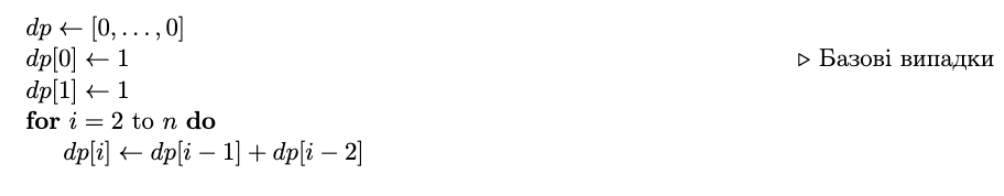 dp ← [0, . . . , 0]
dp[0] ← 1 ▷ Базові випадки
dp[1] ← 1
for i = 2 to n do
dp[i] ← dp[i − 1] + dp[i − 2]